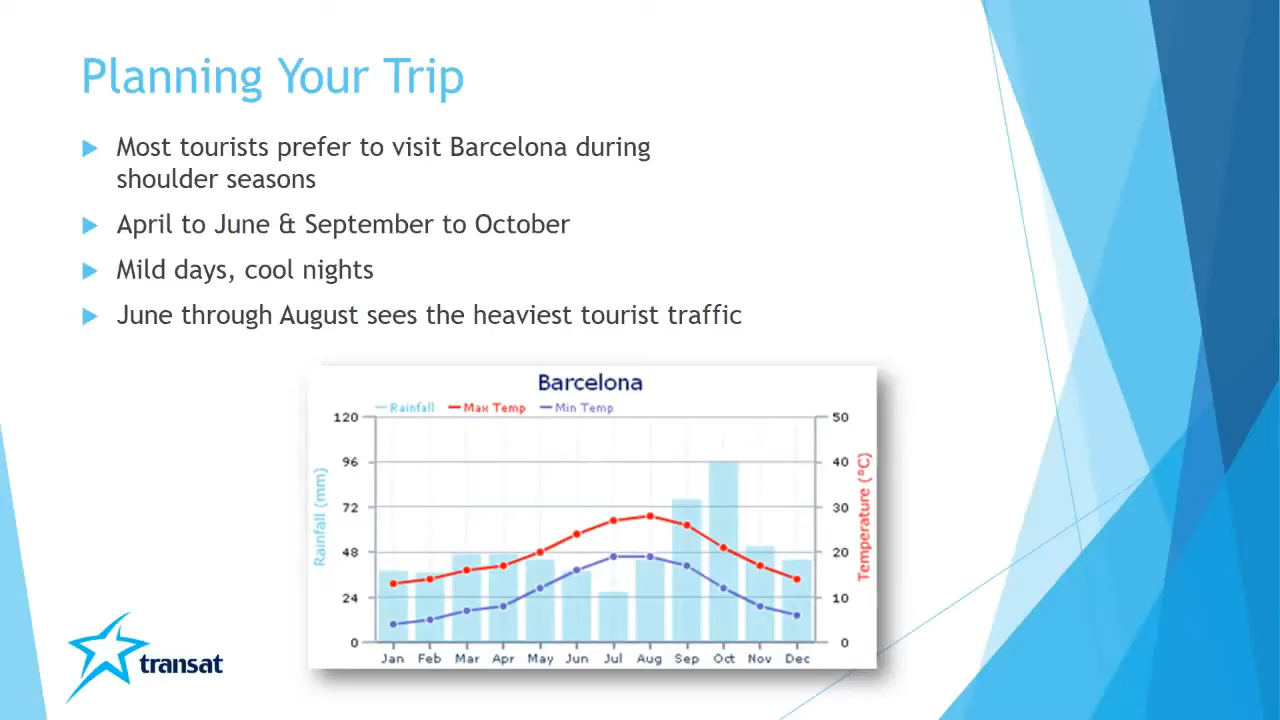 Planning Your Trip
Most tourists prefer to visit Barcelona during
shoulder seasons
April to June & September to October
Mild days, cool nights
June through August sees the heaviest tourist traffic
Barcelona
Rainfall Max Temp Min Temp
120 50
96 40
72 30
48 20
24 10
0 0
Rainfall (mm)
Temperature (°C)
Jan Feb Mar Apr May Jun Jul Aug Sep Oct Nov Dec
transat